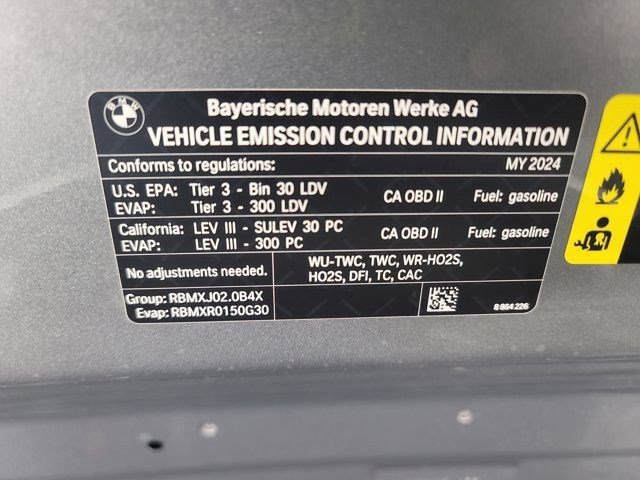 BMW
Bayerische Motoren Werke AG
VEHICLE EMISSION CONTROL INFORMATION
Conforms to regulations: MY 2024
U.S. EPA: Tier 3 - Bin 30 LDV CA OBD II Fuel: gasoline
EVAP: Tier 3 - 300 LDV
California: LEV III - SULEV 30 PC CA OBD II Fuel: gasoline
EVAP: LEV III - 300 PC
No adjustments needed.
WU-TWC, TWC, WR-HO2S,
HO2S, DFI, TC, CAC
Group: RBMXJ02.0B4X
Evap: RBMXR0150G30
8 864 226